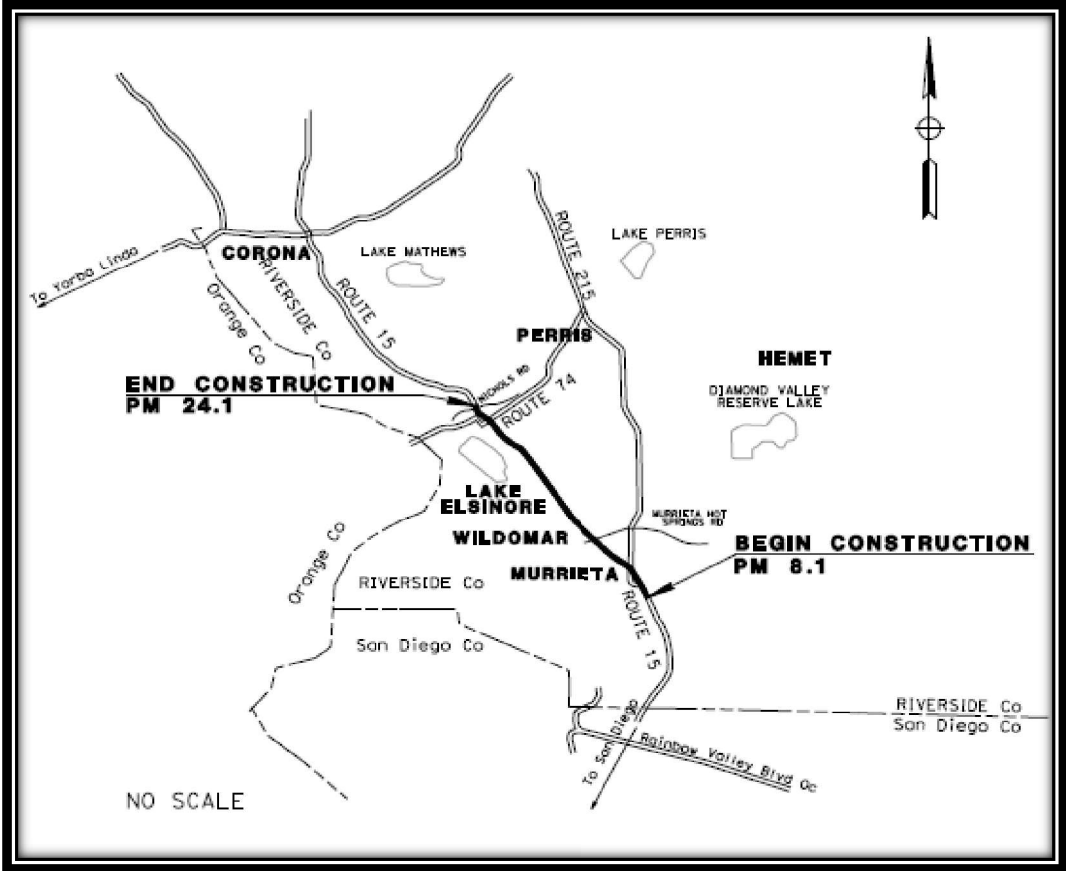 CORONA
LAKE MATHEWS
LAKE PERRIS
ROUTE 215
To Yorba Linda
RIVERSIDE Co
Orange Co
ROUTE 15
PERRIS
HEMET
DIAMOND VALLEY
RESERVE LAKE
END CONSTRUCTION
PM 24.1
NICHOLS RD
ROUTE 74
LAKE
ELSINORE
WILDOMAR
MURRIETA HOT
SPRINGS RD
BEGIN CONSTRUCTION
PM 8.1
MURRIETA
Orange Co
RIVERSIDE Co
San Diego Co
ROUTE 15
RIVERSIDE Co
San Diego Co
To San Diego
Rainbow Valley Blvd Oc
NO SCALE